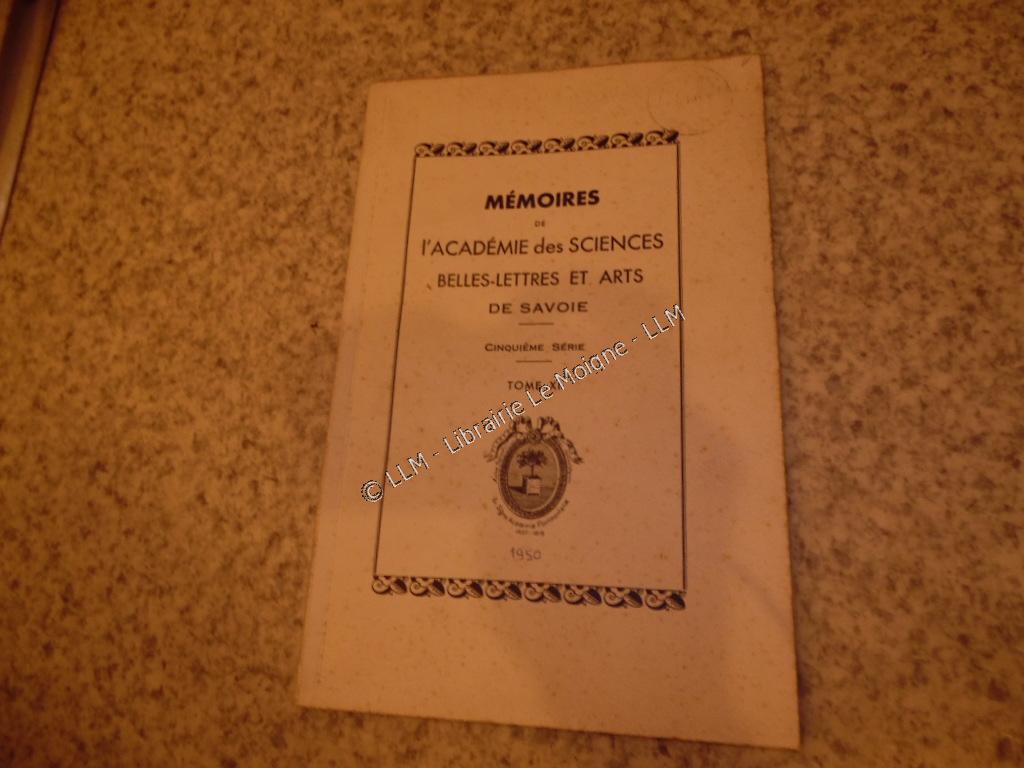 MÉMOIRES
DE
l'ACADÉMIE des SCIENCES
BELLES-LETTRES ET ARTS
DE SAVOIE
CINQUIÈME SÉRIE
TOME
1950
© LLM - Librairie Le Moigne - LLM